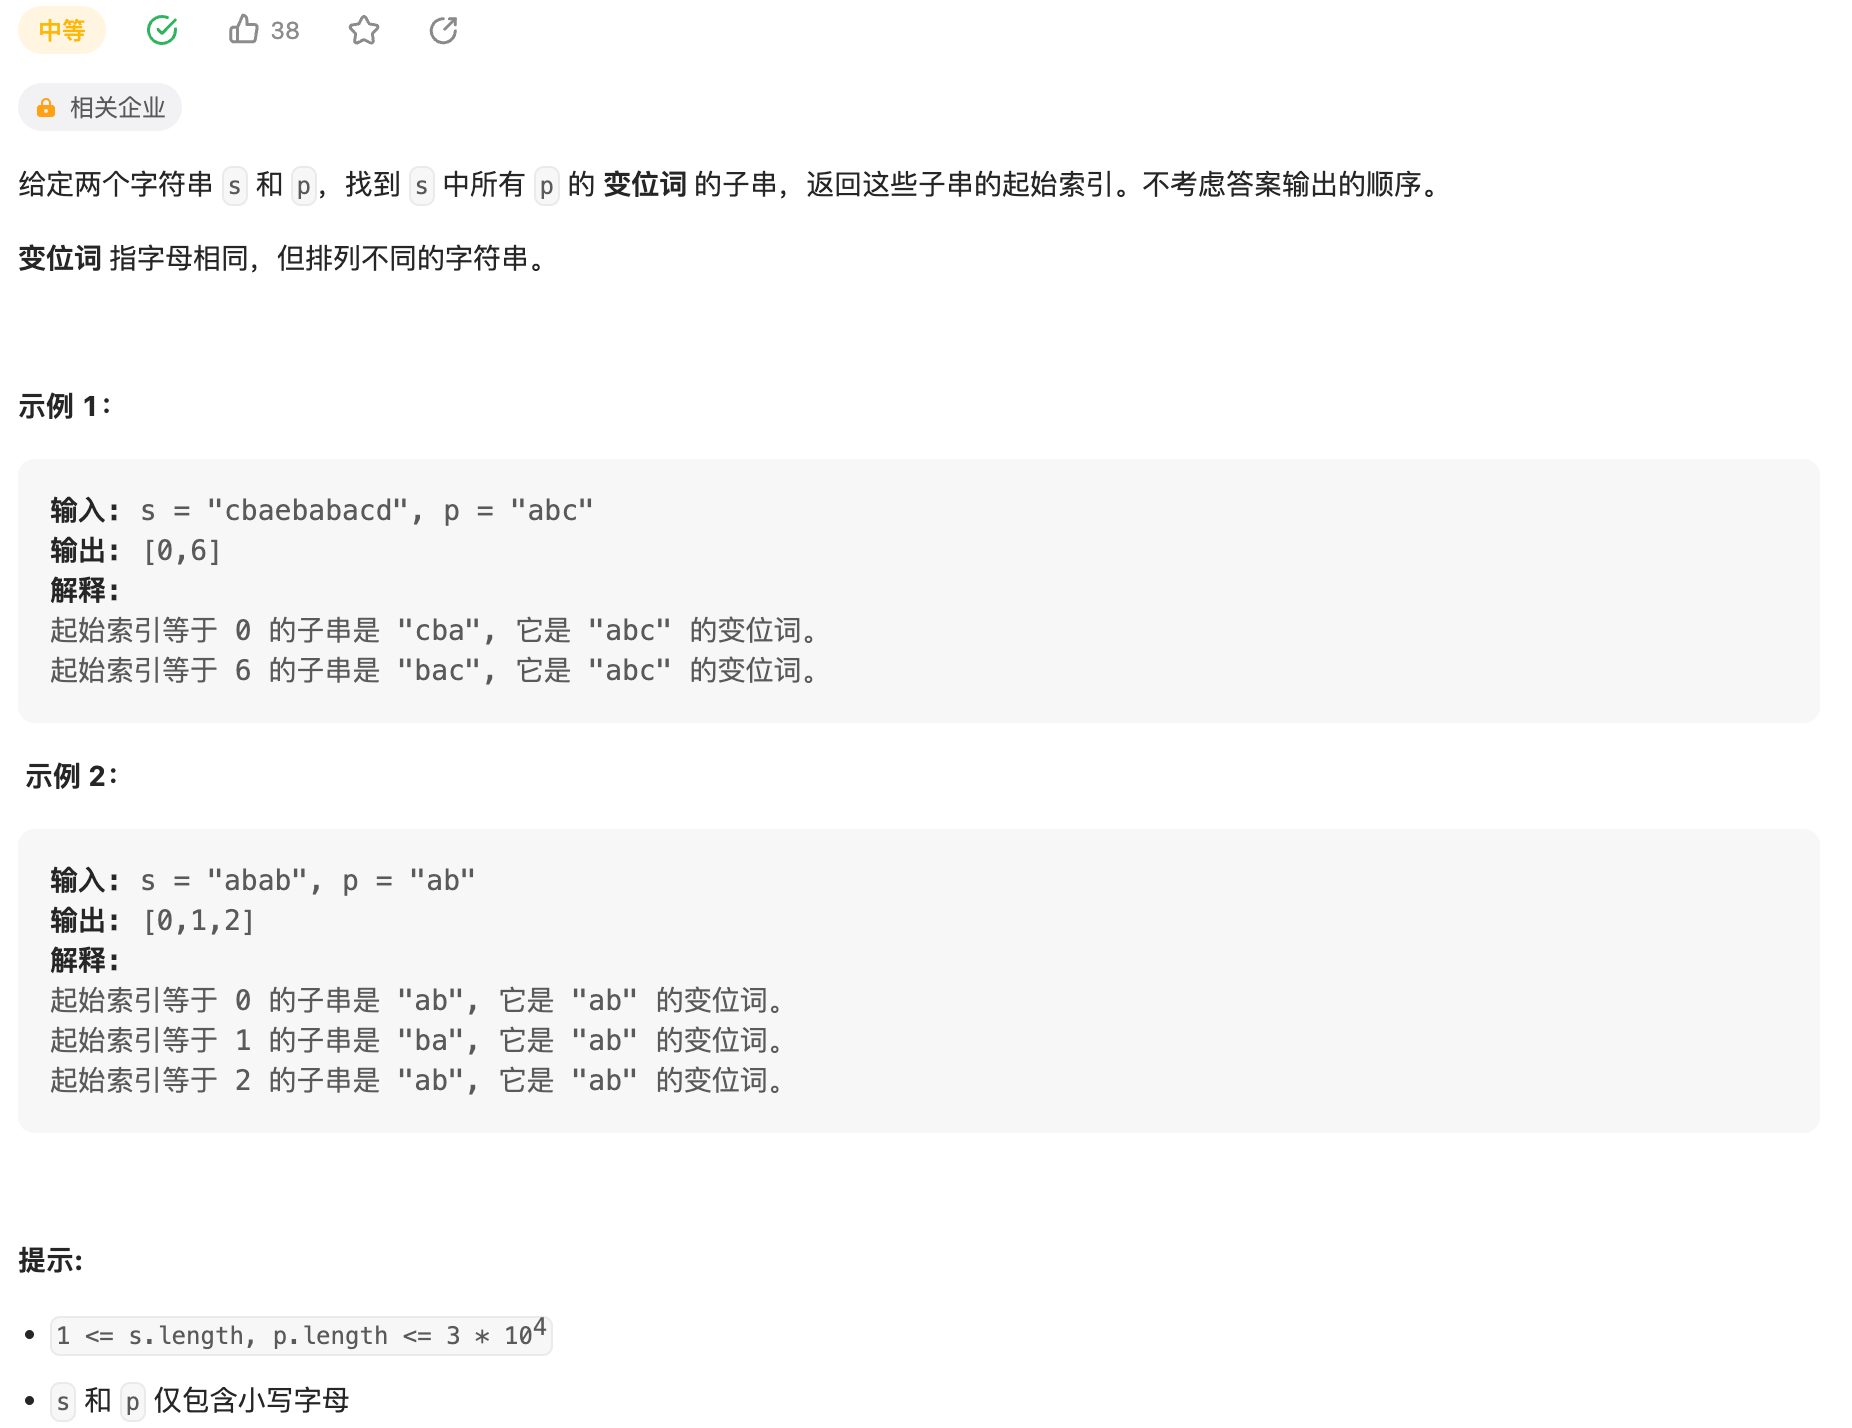 中等 38
相关企业
给定两个字符串 s 和 p，找到 s 中所有 p 的 变位词 的子串，返回这些子串的起始索引。不考虑答案输出的顺序。
变位词 指字母相同，但排列不同的字符串。
示例 1：
输入: s = "cbaebabacd", p = "abc"
输出: [0,6]
解释:
起始索引等于 0 的子串是 "cba", 它是 "abc" 的变位词。
起始索引等于 6 的子串是 "bac", 它是 "abc" 的变位词。
示例 2：
输入: s = "abab", p = "ab"
输出: [0,1,2]
解释:
起始索引等于 0 的子串是 "ab", 它是 "ab" 的变位词。
起始索引等于 1 的子串是 "ba", 它是 "ab" 的变位词。
起始索引等于 2 的子串是 "ab", 它是 "ab" 的变位词。
提示:
• 1 <= s.length, p.length <= 3 * 10⁴
• s 和 p 仅包含小写字母